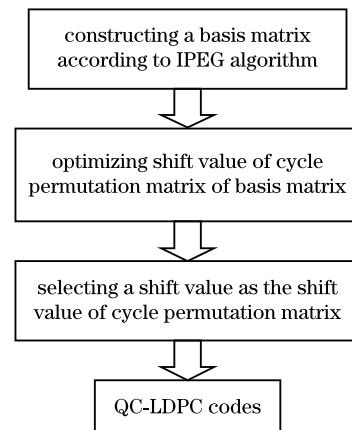 constructing a basis matrix
according to IPEG algorithm
optimizing shift value of cycle
permutation matrix of basis matrix
selecting a shift value as the shift
value of cycle permutation matrix
QC-LDPC codes